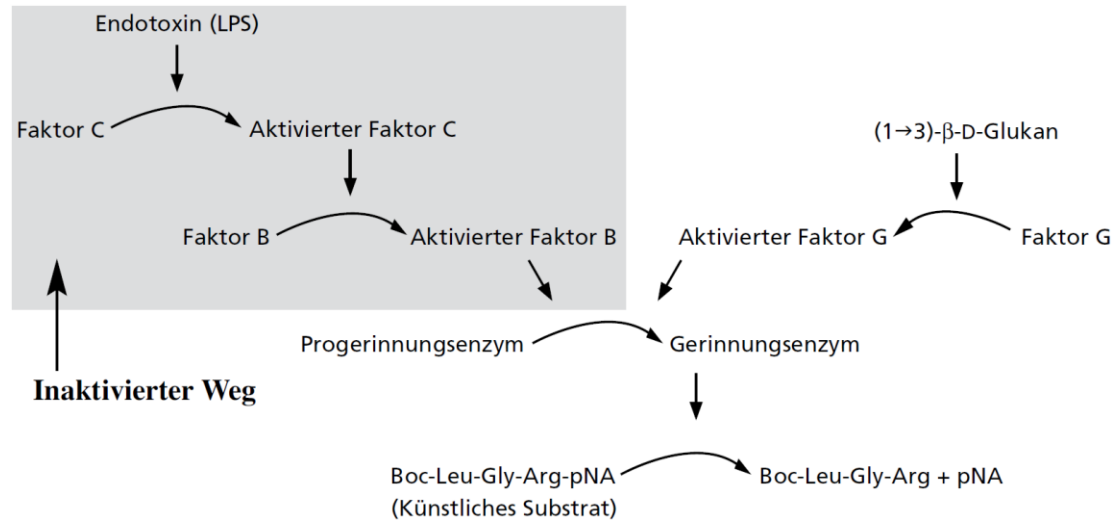 Endotoxin (LPS)
Faktor C
Aktivierter Faktor C
(1→3)-β-D-Glukan
Faktor B
Aktivierter Faktor B
Aktivierter Faktor G
Faktor G
Progerinnungsenzym
Gerinnungsenzym
Inaktivierter Weg
Boc-Leu-Gly-Arg-pNA
(Künstliches Substrat)
Boc-Leu-Gly-Arg + pNA